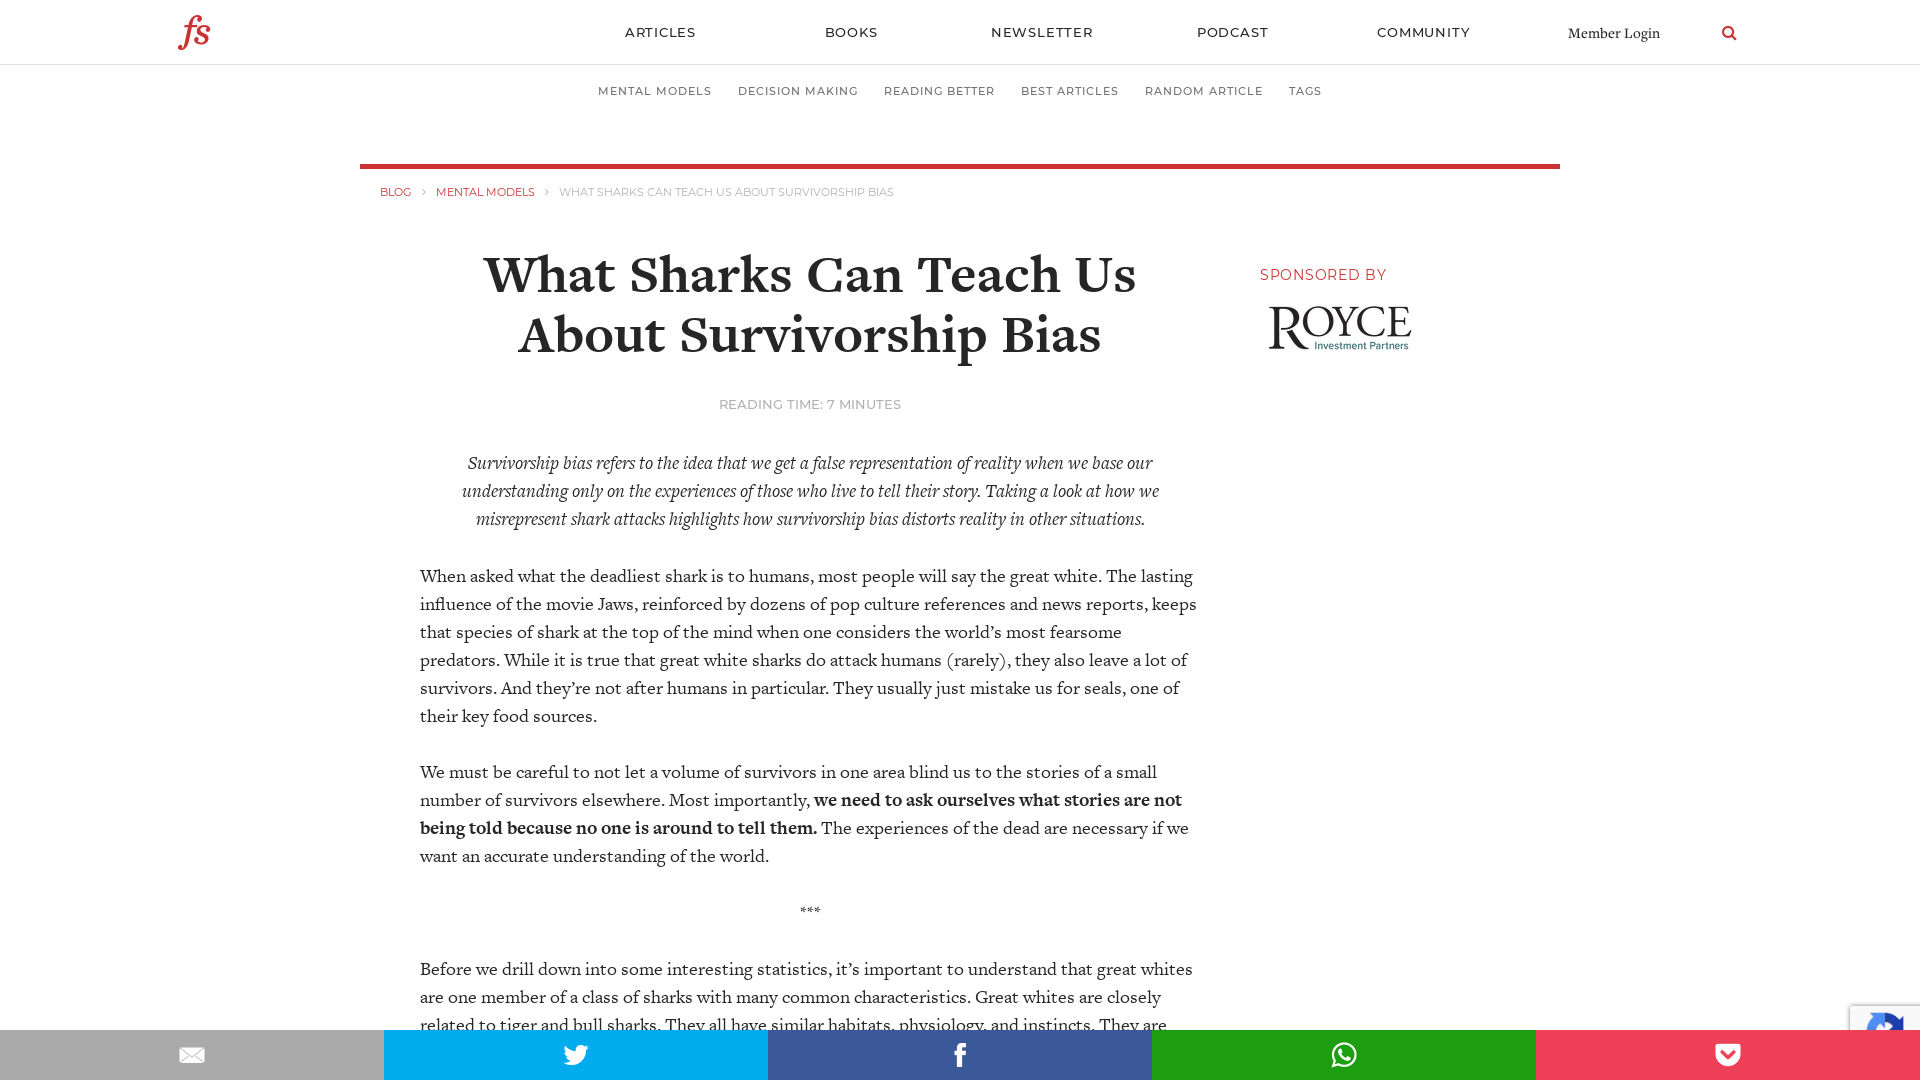 fs
ARTICLES
BOOKS
NEWSLETTER
PODCAST
COMMUNITY
Member Login
MENTAL MODELS
DECISION MAKING
READING BETTER
BEST ARTICLES
RANDOM ARTICLE
TAGS
BLOG > MENTAL MODELS > WHAT SHARKS CAN TEACH US ABOUT SURVIVORSHIP BIAS
What Sharks Can Teach Us
About Survivorship Bias
SPONSORED BY
ROYCE
Investment Partners
READING TIME: 7 MINUTES
Survivorship bias refers to the idea that we get a false representation of reality when we base our
understanding only on the experiences of those who live to tell their story. Taking a look at how we
misrepresent shark attacks highlights how survivorship bias distorts reality in other situations.
When asked what the deadliest shark is to humans, most people will say the great white. The lasting
influence of the movie Jaws, reinforced by dozens of pop culture references and news reports, keeps
that species of shark at the top of the mind when one considers the world’s most fearsome
predators. While it is true that great white sharks do attack humans (rarely), they also leave a lot of
survivors. And they’re not after humans in particular. They usually just mistake us for seals, one of
their key food sources.
We must be careful to not let a volume of survivors in one area blind us to the stories of a small
number of survivors elsewhere. Most importantly, we need to ask ourselves what stories are not
being told because no one is around to tell them. The experiences of the dead are necessary if we
want an accurate understanding of the world.
***
Before we drill down into some interesting statistics, it’s important to understand that great whites
are one member of a class of sharks with many common characteristics. Great whites are closely
related to tiger and bull sharks. They all have similar habitats, physiology, and instincts. They are